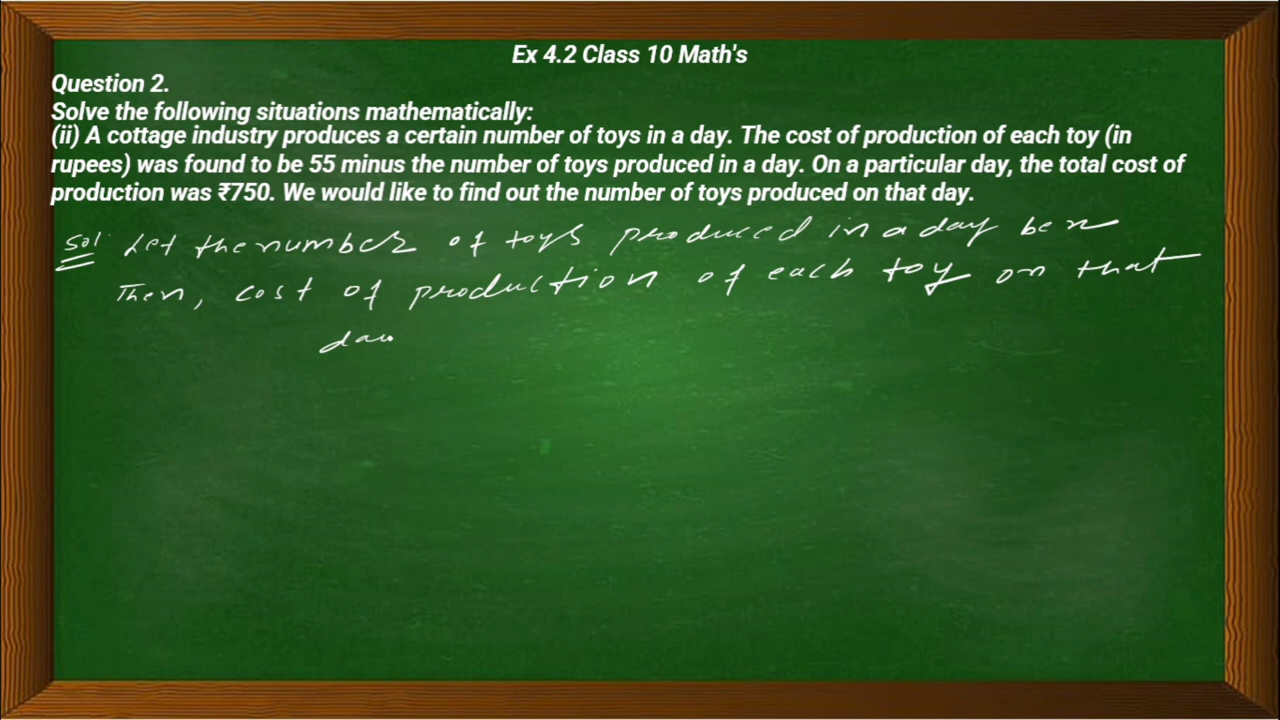 Ex 4.2 Class 10 Math's
Question 2.
Solve the following situations mathematically:
(ii) A cottage industry produces a certain number of toys in a day. The cost of production of each toy (in
rupees) was found to be 55 minus the number of toys produced in a day. On a particular day, the total cost of
production was ₹750. We would like to find out the number of toys produced on that day.
Sol. Let the number of toys produced in a day be x
Then, cost of production of each toy on that